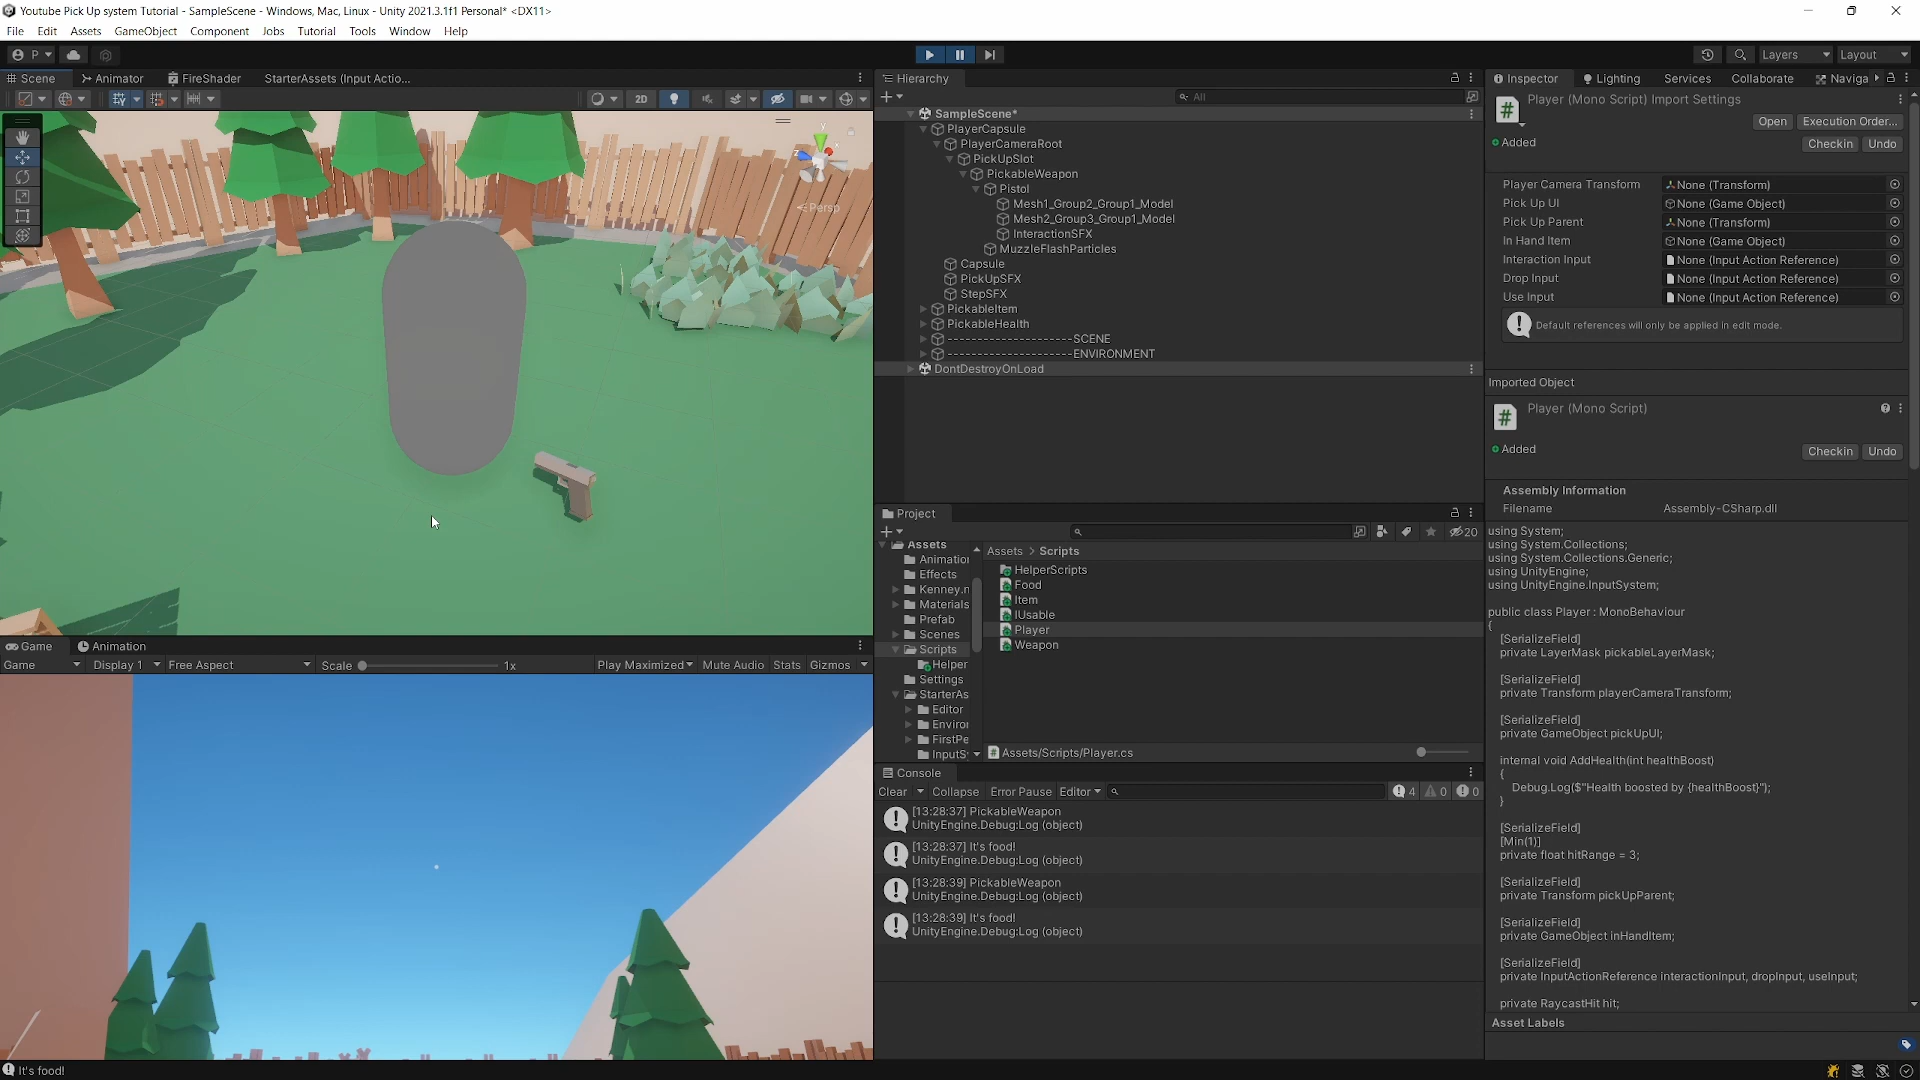 Youtube Pick Up system Tutorial - SampleScene - Windows, Mac, Linux - Unity 2021.3.1f1 Personal* <DX11>
File Edit Assets GameObject Component Jobs Tutorial Tools Window Help
P
Layers Layout
Scene Animator FireShader StarterAssets (Input Actio...
2D
Y
X
Z
Persp
Game Animation
Game Display 1 Free Aspect Scale 1x Play Maximized Mute Audio Stats Gizmos
Hierarchy
All
SampleScene*
PlayerCapsule
PlayerCameraRoot
PickUpSlot
PickableWeapon
Pistol
Mesh1_Group2_Group1_Model
Mesh2_Group3_Group1_Model
InteractionSFX
MuzzleFlashParticles
Capsule
PickUpSFX
StepSFX
PickableItem
PickableHealth
---------------------SCENE
---------------------ENVIRONMENT
DontDestroyOnLoad
Project
20
Assets
Animation
Effects
Kenney.n
Materials
Prefab
Scenes
Scripts
Helper
Settings
StarterAs
Editor
Enviror
FirstPe
InputS
Assets > Scripts
HelperScripts
Food
Item
IUsable
Player
Weapon
Assets/Scripts/Player.cs
Console
Clear Collapse Error Pause Editor 4 0 0
[13:28:37] PickableWeapon
UnityEngine.Debug:Log (object)
[13:28:37] It's food!
UnityEngine.Debug:Log (object)
[13:28:39] PickableWeapon
UnityEngine.Debug:Log (object)
[13:28:39] It's food!
UnityEngine.Debug:Log (object)
Inspector Lighting Services Collaborate Naviga
Player (Mono Script) Import Settings
Open Execution Order...
Added Checkin Undo
Player Camera Transform None (Transform)
Pick Up UI None (Game Object)
Pick Up Parent None (Transform)
In Hand Item None (Game Object)
Interaction Input None (Input Action Reference)
Drop Input None (Input Action Reference)
Use Input None (Input Action Reference)
Default references will only be applied in edit mode.
Imported Object
Player (Mono Script)
Added Checkin Undo
Assembly Information
Filename Assembly-CSharp.dll
using System;
using System.Collections;
using System.Collections.Generic;
using UnityEngine;
using UnityEngine.InputSystem;
public class Player : MonoBehaviour
{
[SerializeField]
private LayerMask pickableLayerMask;
[SerializeField]
private Transform playerCameraTransform;
[SerializeField]
private GameObject pickUpUI;
internal void AddHealth(int healthBoost)
{
Debug.Log($"Health boosted by {healthBoost}");
}
[SerializeField]
[Min(1)]
private float hitRange = 3;
[SerializeField]
private Transform pickUpParent;
[SerializeField]
private GameObject inHandItem;
[SerializeField]
private InputActionReference interactionInput, dropInput, useInput;
private RaycastHit hit;
Asset Labels
It's food!